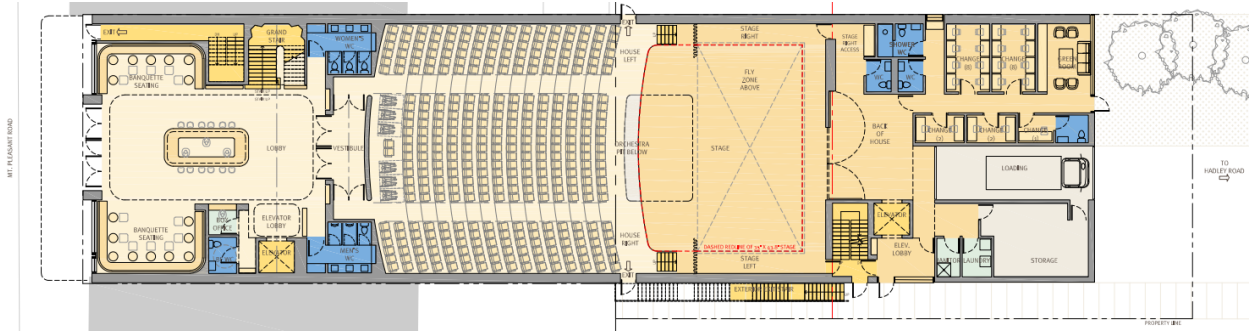 EXIT
GRAND
STAIR
WOMEN'S
WC
EXIT
HOUSE
LEFT
STAGE
RIGHT
STAGE
RIGHT
ACCESS
SHOWER
WC
WC
WC
CHANGE
(8)
CHANGE
(8)
GREEN
ROOM
BANQUETTE
SEATING
FLY
ZONE
ABOVE
MT. PLEASANT ROAD
LOBBY
VESTIBULE
ORCHESTRA
PIT BELOW
STAGE
BACK
OF
HOUSE
CHANGE
CHANGE
CHANGE
LOADING
TO
HADLEY ROAD
BANQUETTE
SEATING
BOX
OFFICE
ELEVATOR
LOBBY
ELEVATOR
MEN'S
WC
HOUSE
RIGHT
EXIT
STAGE
LEFT
ELEVATOR
ELEV.
LOBBY
JANITOR
LAUNDRY
STORAGE
PROPERTY LINE